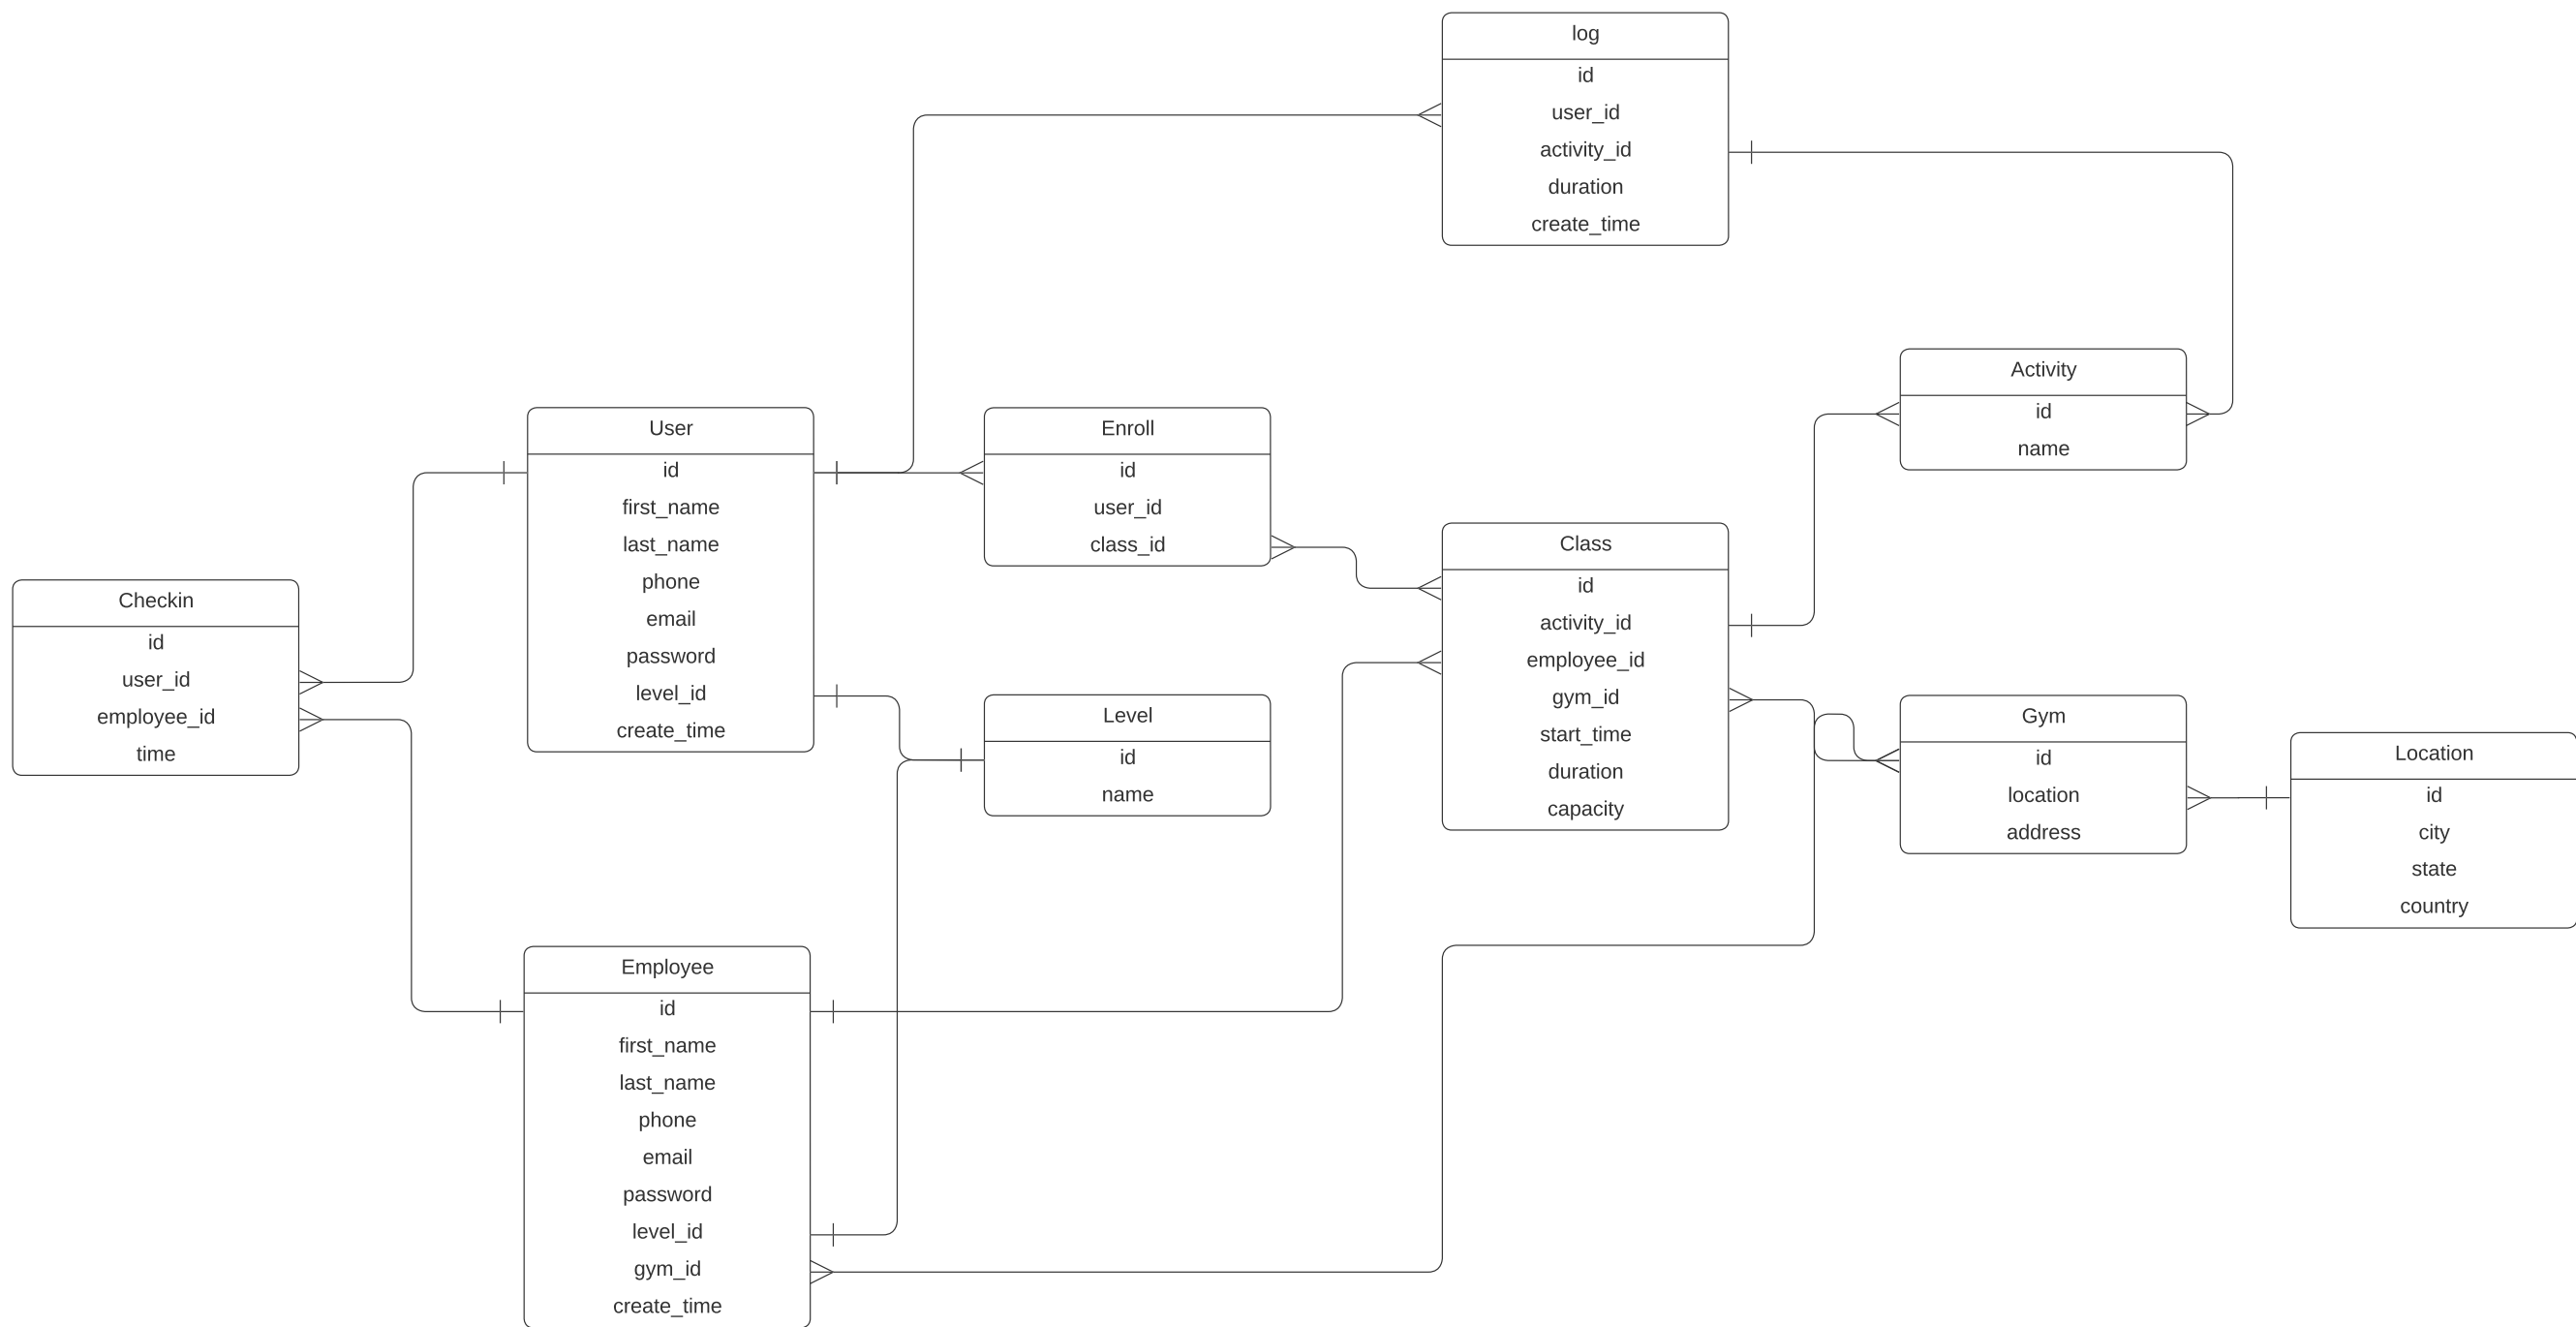 log
id
user_id
activity_id
duration
create_time
Activity
id
name
User
id
first_name
last_name
phone
email
password
level_id
create_time
Enroll
id
user_id
class_id
Class
id
activity_id
employee_id
gym_id
start_time
duration
capacity
Checkin
id
user_id
employee_id
time
Level
id
name
Gym
id
location
address
Location
id
city
state
country
Employee
id
first_name
last_name
phone
email
password
level_id
gym_id
create_time